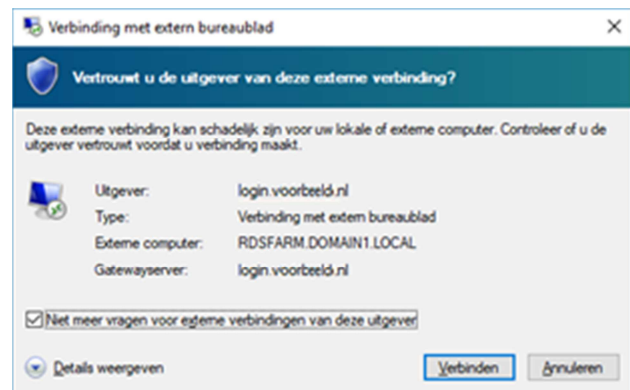 Verbinding met extern bureaublad
Vertrouwt u de uitgever van deze externe verbinding?
Deze externe verbinding kan schadelijk zijn voor uw lokale of externe computer. Controleer of u de
uitgever vertrouwt voordat u verbinding maakt.
Uitgever: login.voorbeeld.nl
Type: Verbinding met extern bureaublad
Externe computer: RDSFARM.DOMAIN1.LOCAL
Gatewayserver: login.voorbeeld.nl
Niet meer vragen voor externe verbindingen van deze uitgever
Details weergeven Verbinden Annuleren